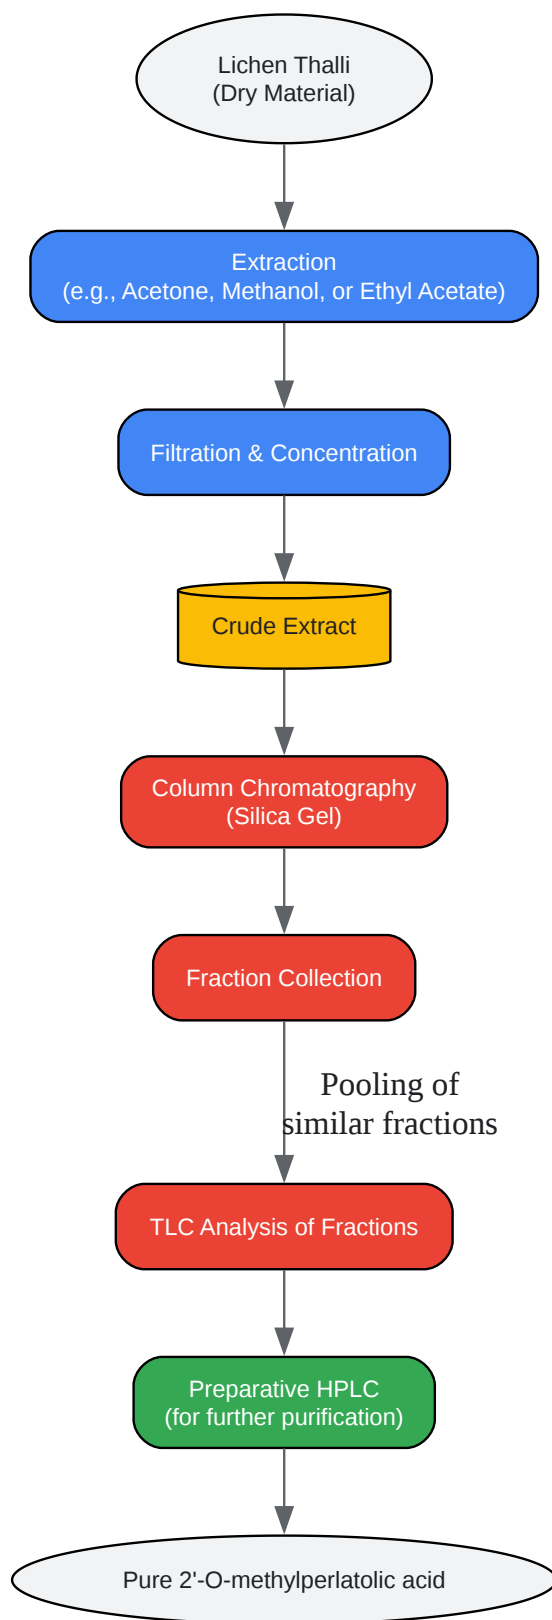 Lichen Thalli
(Dry Material)
Extraction
(e.g., Acetone, Methanol, or Ethyl Acetate)
Filtration & Concentration
Crude Extract
Column Chromatography
(Silica Gel)
Fraction Collection
Pooling of
similar fractions
TLC Analysis of Fractions
Preparative HPLC
(for further purification)
Pure 2'-O-methylperlatolic acid